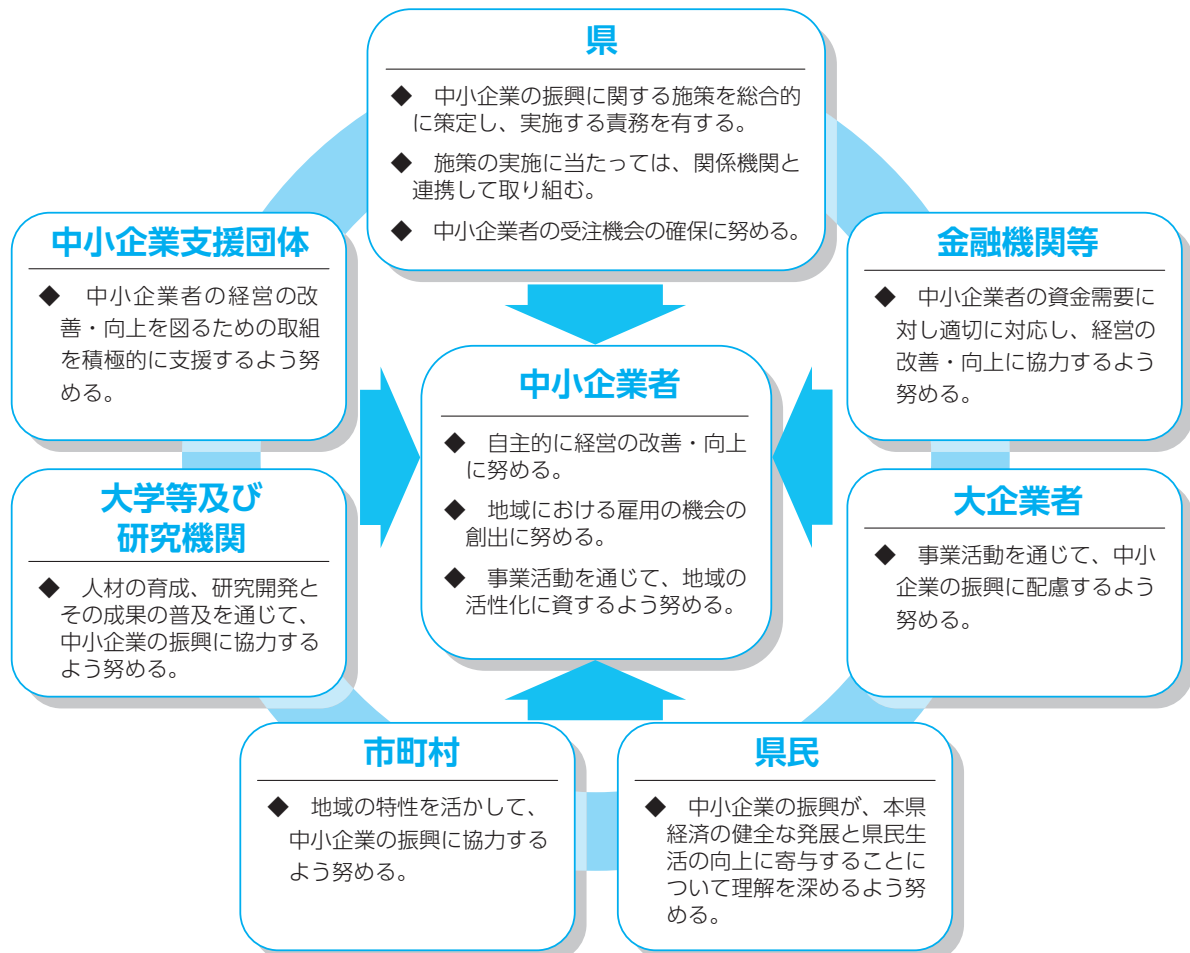 県
◆　中小企業の振興に関する施策を総合的
に策定し、実施する責務を有する。
◆　施策の実施に当たっては、関係機関と
連携して取り組む。
◆　中小企業者の受注機会の確保に努める。
中小企業支援団体
◆　中小企業者の経営の改
善・向上を図るための取組
を積極的に支援するよう努
める。
金融機関等
◆　中小企業者の資金需要に
対し適切に対応し、経営の
改善・向上に協力するよう
努める。
中小企業者
◆　自主的に経営の改善・向上
に努める。
◆　地域における雇用の機会の
創出に努める。
◆　事業活動を通じて、地域の
活性化に資するよう努める。
大学等及び
研究機関
◆　人材の育成、研究開発と
その成果の普及を通じて、
中小企業の振興に協力する
よう努める。
大企業者
◆　事業活動を通じて、中小
企業の振興に配慮するよう
努める。
市町村
◆　地域の特性を活かして、
中小企業の振興に協力する
よう努める。
県民
◆　中小企業の振興が、本県
経済の健全な発展と県民生
活の向上に寄与することに
ついて理解を深めるよう努
める。